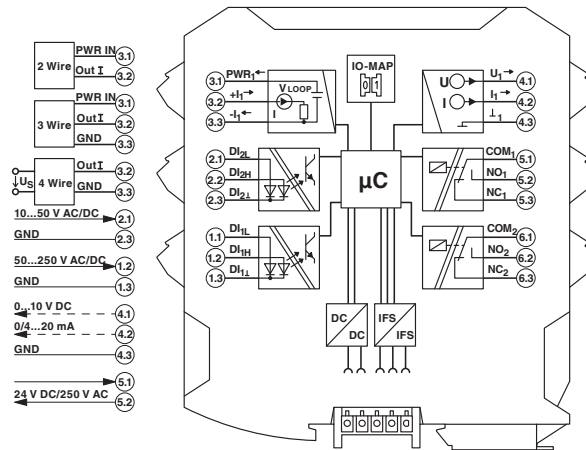 PWR IN 3.1
2 Wire
Out I 3.2
PWR IN 3.1
3 Wire
Out I 3.2
GND 3.3
Out I 3.2
US 4 Wire
GND 3.3
10...50 V AC/DC 2.1
GND 2.3
50...250 V AC/DC 1.2
GND 1.3
0...10 V DC 4.1
0/4...20 mA 4.2
GND 4.3
5.1
24 V DC/250 V AC 5.2
3.1 PWR1
3.2 +I1
3.3 -I1
VLOOP
I
IO-MAP
0 1
U U1 4.1
I I1 4.2
⊥1 4.3
2.1 DI2L
2.2 DI2H
2.3 DI2⊥
µC
COM1 5.1
NO1 5.2
NC1 5.3
1.1 DI1L
1.2 DI1H
1.3 DI1⊥
COM2 6.1
NO2 6.2
NC2 6.3
DC
DC
IFS
IFS